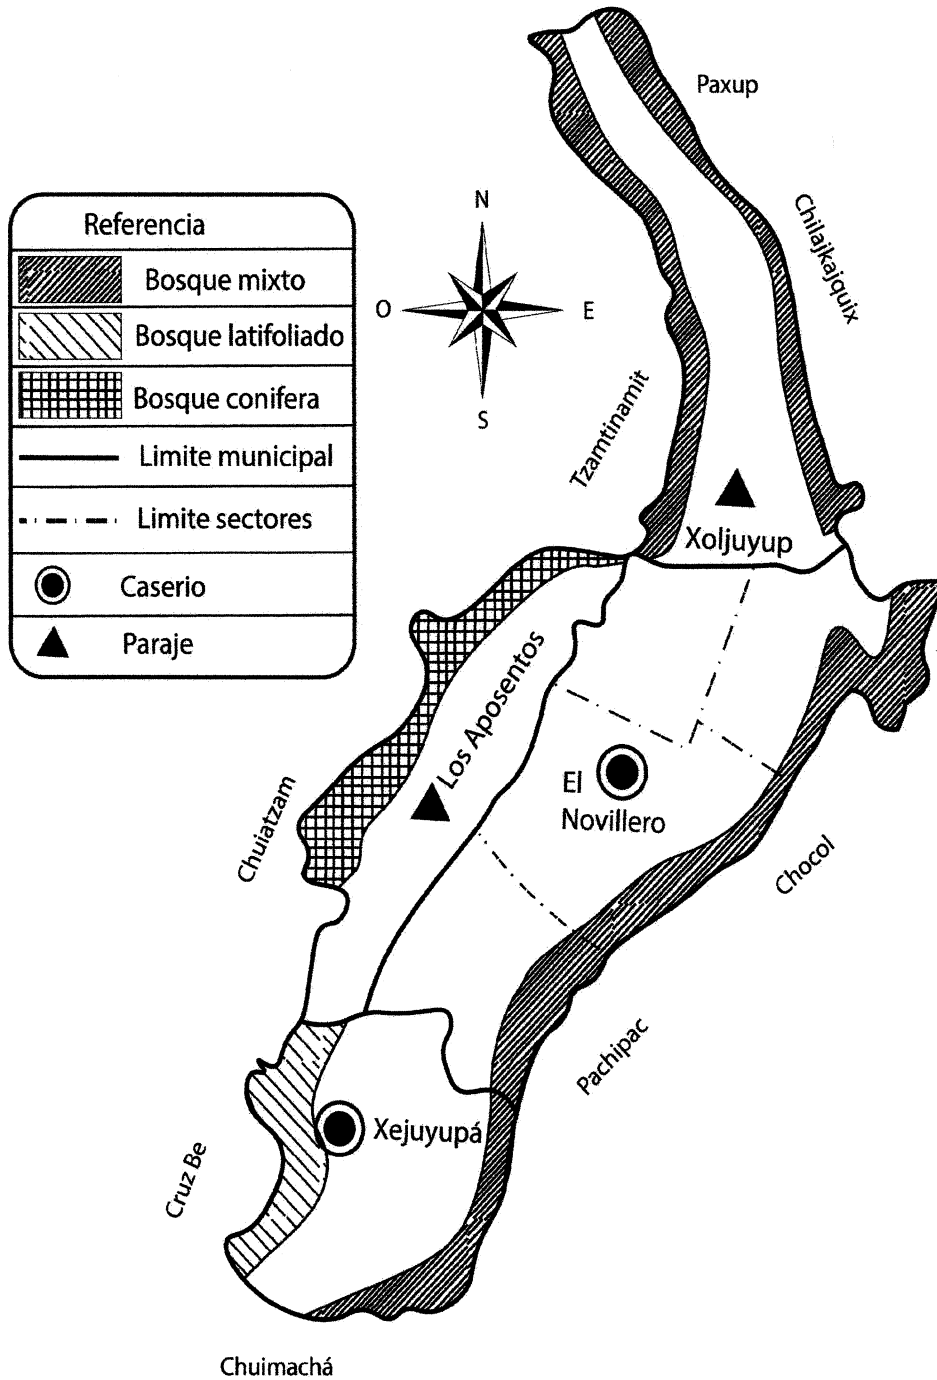 Paxup
Chilajkajquix
N
O
E
S
Referencia
Bosque mixto
Bosque latifoliado
Bosque conifera
Limite municipal
Limite sectores
Caserio
Paraje
Tzamtinamit
Xoljuyup
Los Aposentos
El
Novillero
Chuiatzam
Chocol
Pachipac
Xejuyupá
Cruz Be
Chuimachá